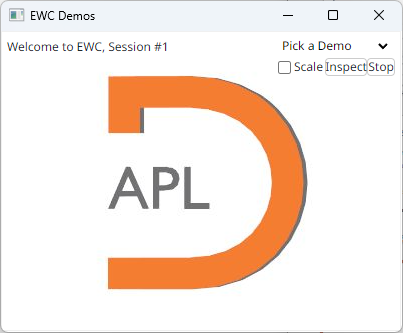 EWC Demos
Welcome to EWC, Session #1
Pick a Demo
Scale Inspect Stop
APL